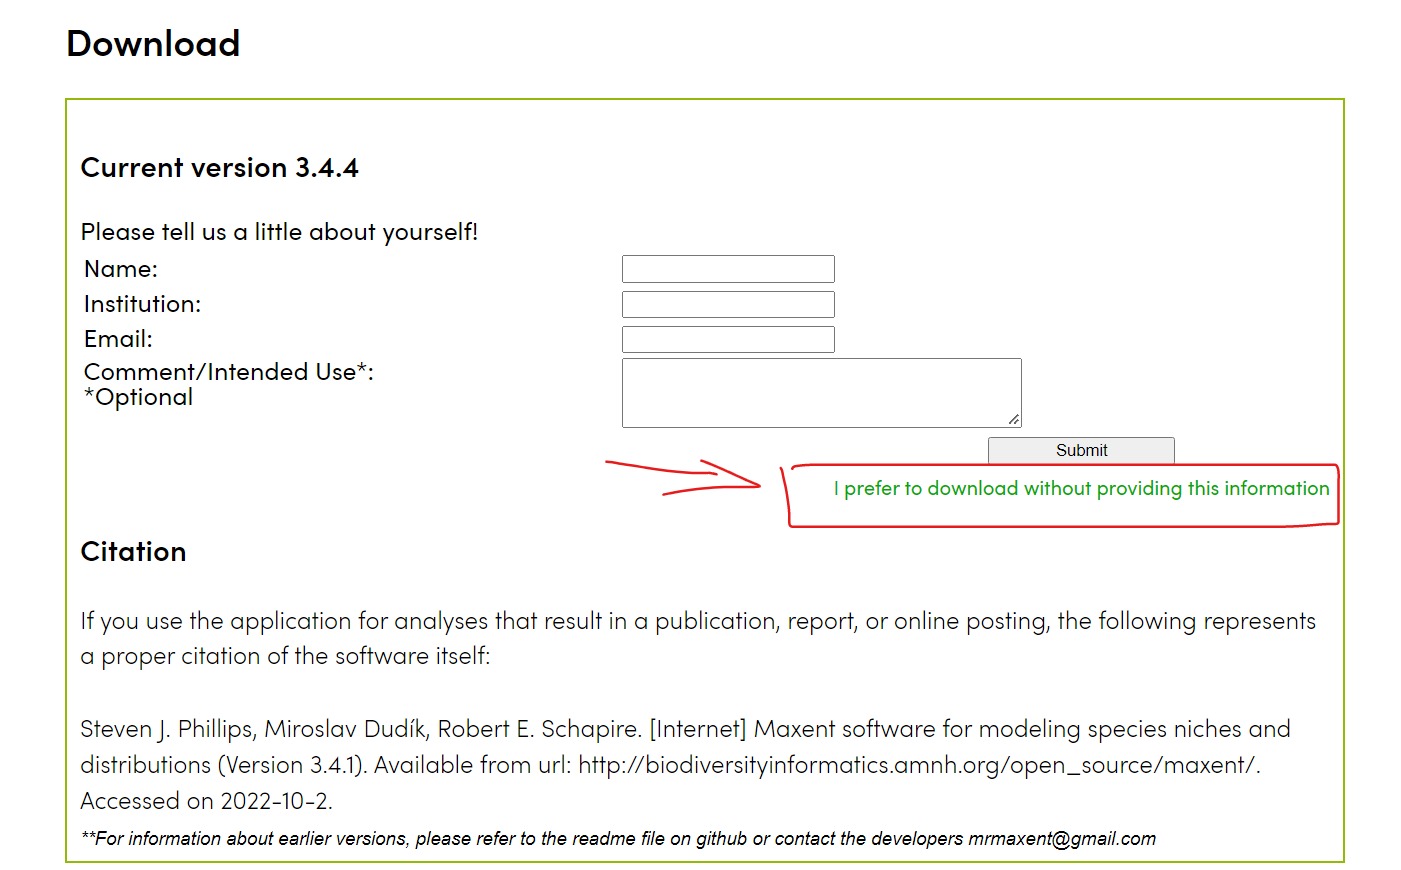 Download
Current version 3.4.4
Please tell us a little about yourself!
Name:
Institution:
Email:
Comment/Intended Use*:
*Optional
Submit
I prefer to download without providing this information
Citation
If you use the application for analyses that result in a publication, report, or online posting, the following represents
a proper citation of the software itself:
Steven J. Phillips, Miroslav Dudík, Robert E. Schapire. [Internet] Maxent software for modeling species niches and
distributions (Version 3.4.1). Available from url: http://biodiversityinformatics.amnh.org/open_source/maxent/.
Accessed on 2022-10-2.
**For information about earlier versions, please refer to the readme file on github or contact the developers mrmaxent@gmail.com